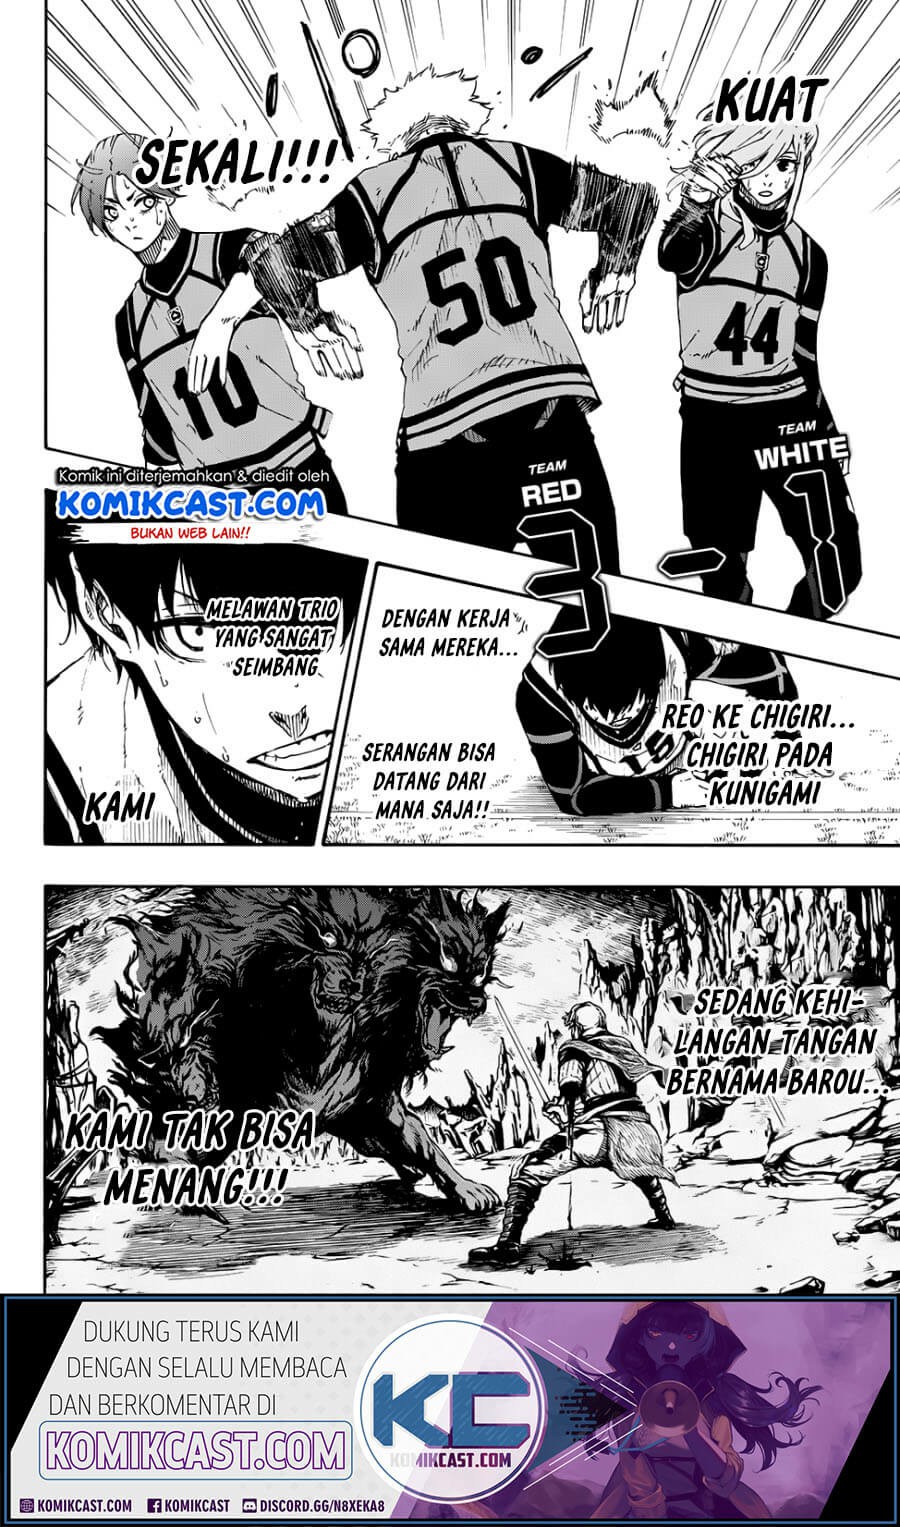 KUAT
SEKALI!!!
50
44
10
TEAM
RED
TEAM
WHITE
3 - 1
Komik ini diterjemahkan & diedit oleh
KOMIKCAST.COM
BUKAN WEB LAIN!!
REO KE CHIGIRI...
CHIGIRI PADA
KUNIGAMI
15
DENGAN KERJA
SAMA MEREKA...
SERANGAN BISA
DATANG DARI
MANA SAJA!!
MELAWAN TRIO
YANG SANGAT
SEIMBANG
KAMI
SEDANG KEHI-
LANGAN TANGAN
BERNAMA BAROU...
KAMI TAK BISA
MENANG!!!
DUKUNG TERUS KAMI
DENGAN SELALU MEMBACA
DAN BERKOMENTAR DI
KOMIKCAST.COM
KC
KOMIKCAST.COM
KOMIKCAST.COM
KOMIKCAST
DISCORD.GG/N8XEKA8